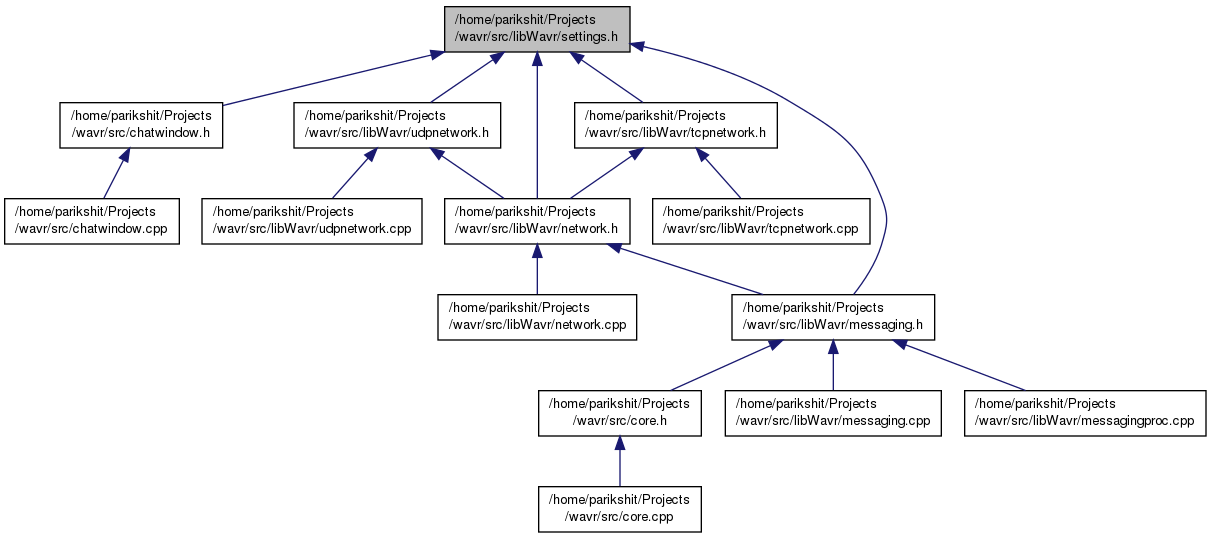 /home/parikshit/Projects
/wavr/src/libWavr/settings.h
/home/parikshit/Projects
/wavr/src/chatwindow.h
/home/parikshit/Projects
/wavr/src/libWavr/udpnetwork.h
/home/parikshit/Projects
/wavr/src/libWavr/tcpnetwork.h
/home/parikshit/Projects
/wavr/src/chatwindow.cpp
/home/parikshit/Projects
/wavr/src/libWavr/udpnetwork.cpp
/home/parikshit/Projects
/wavr/src/libWavr/network.h
/home/parikshit/Projects
/wavr/src/libWavr/tcpnetwork.cpp
/home/parikshit/Projects
/wavr/src/libWavr/network.cpp
/home/parikshit/Projects
/wavr/src/libWavr/messaging.h
/home/parikshit/Projects
/wavr/src/core.h
/home/parikshit/Projects
/wavr/src/libWavr/messaging.cpp
/home/parikshit/Projects
/wavr/src/libWavr/messagingproc.cpp
/home/parikshit/Projects
/wavr/src/core.cpp